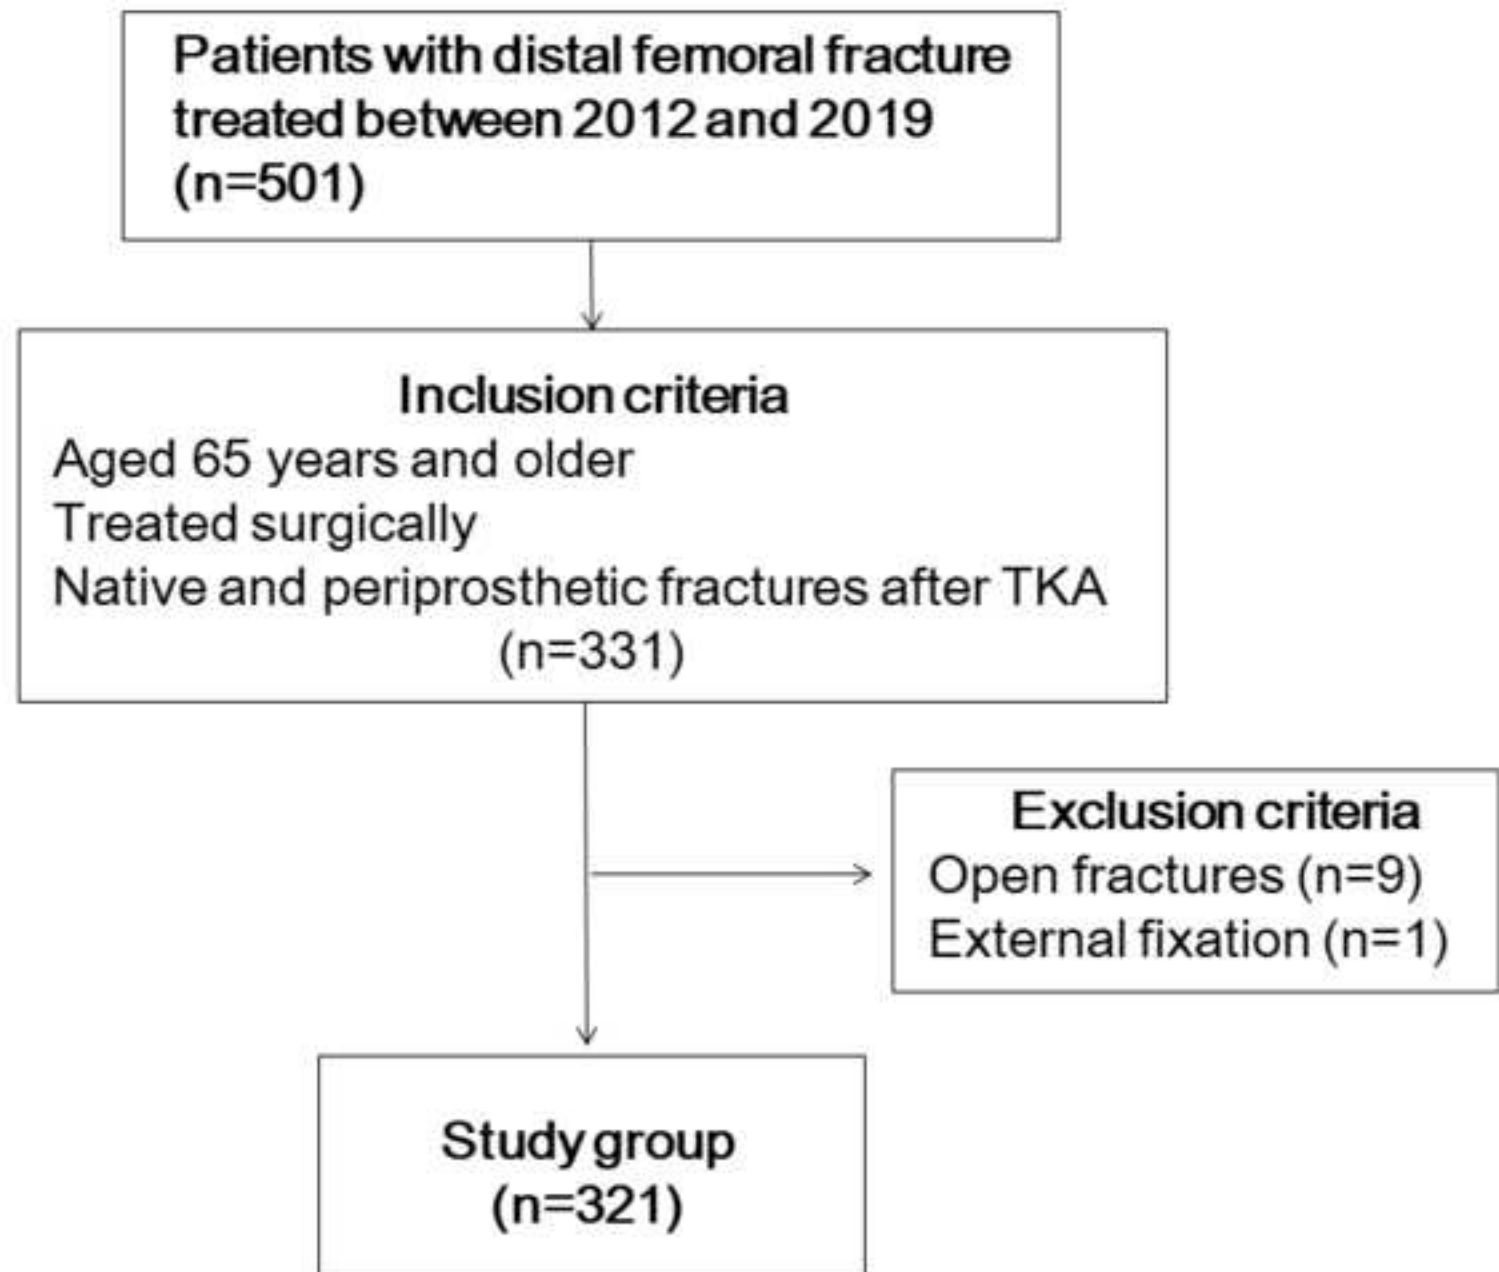 Patients with distal femoral fracture
treated between 2012 and 2019
(n=501)
Inclusion criteria
Aged 65 years and older
Treated surgically
Native and periprosthetic fractures after TKA
(n=331)
Exclusion criteria
Open fractures (n=9)
External fixation (n=1)
Study group
(n=321)